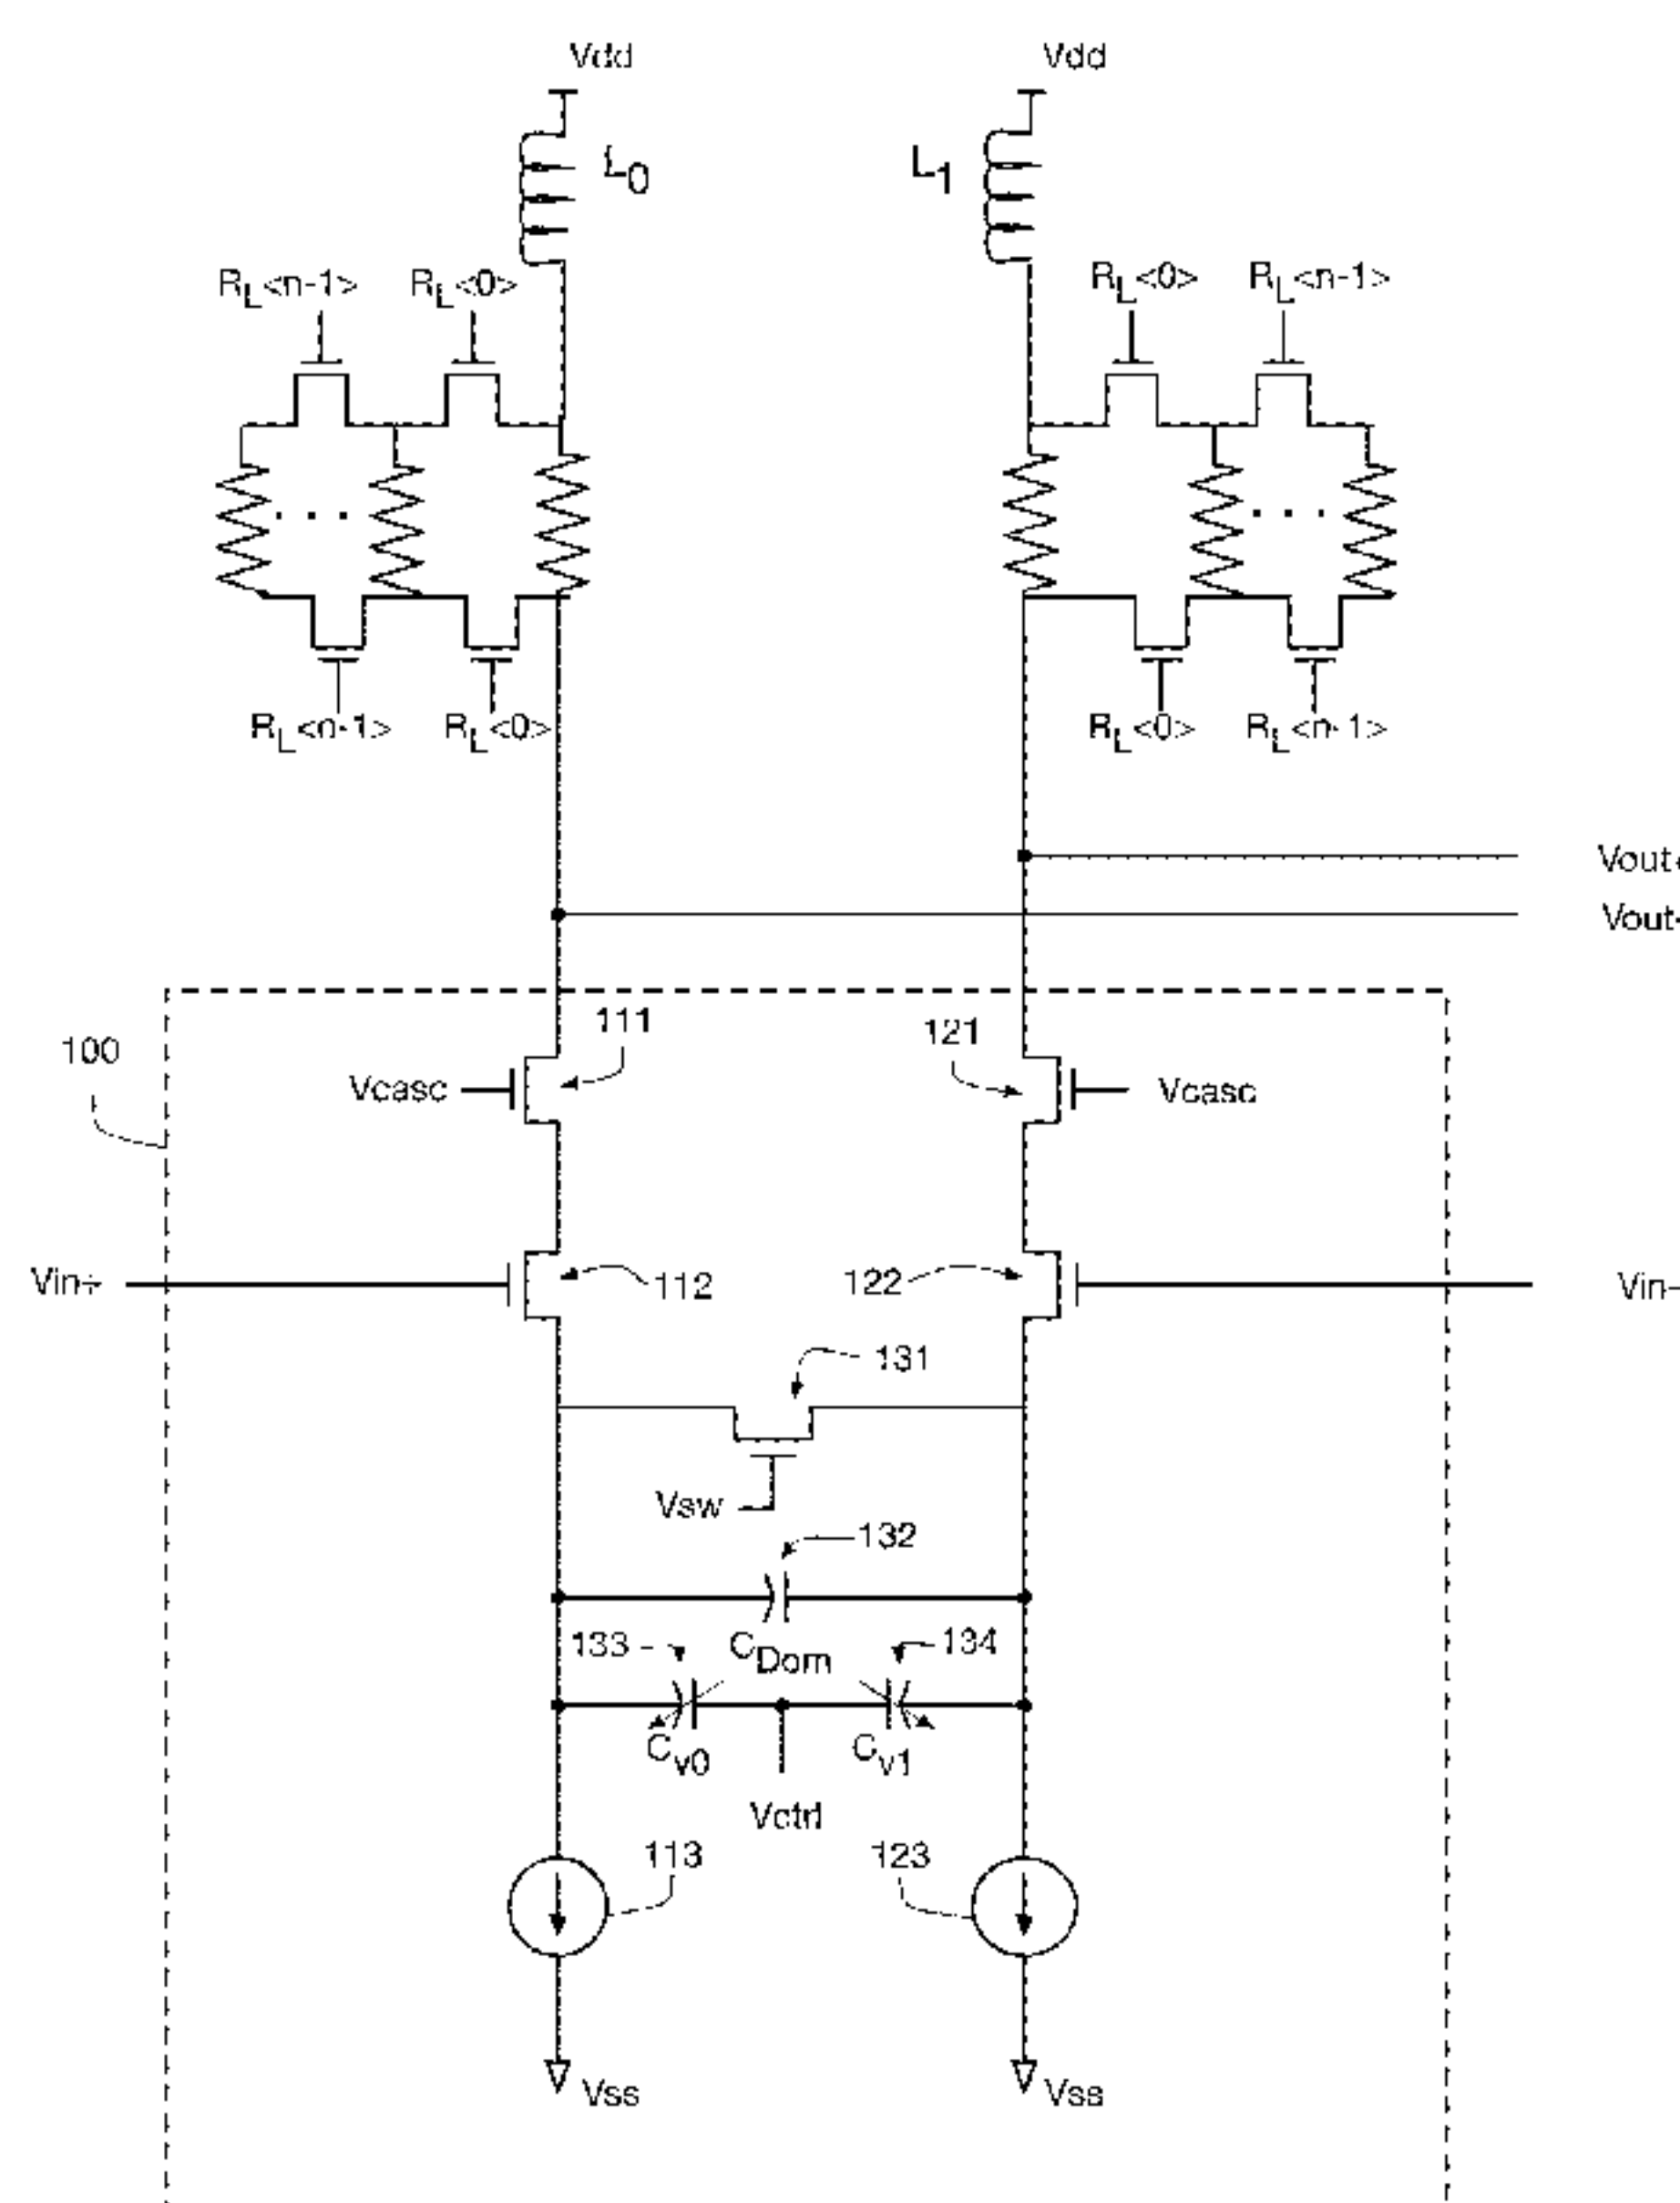 Vdd Vdd
L0 L1
RL<n-1> RL<0> RL<0> RL<n-1>
RL<n-1> RL<0> RL<0> RL<n-1>
Vout+
Vout-
100
111 121
Vcasc Vcasc
Vin+ 112 122 Vin-
131
Vsw
132
133 CDom 134
Cv0 Cv1
Vctrl
113 123
Vss Vss